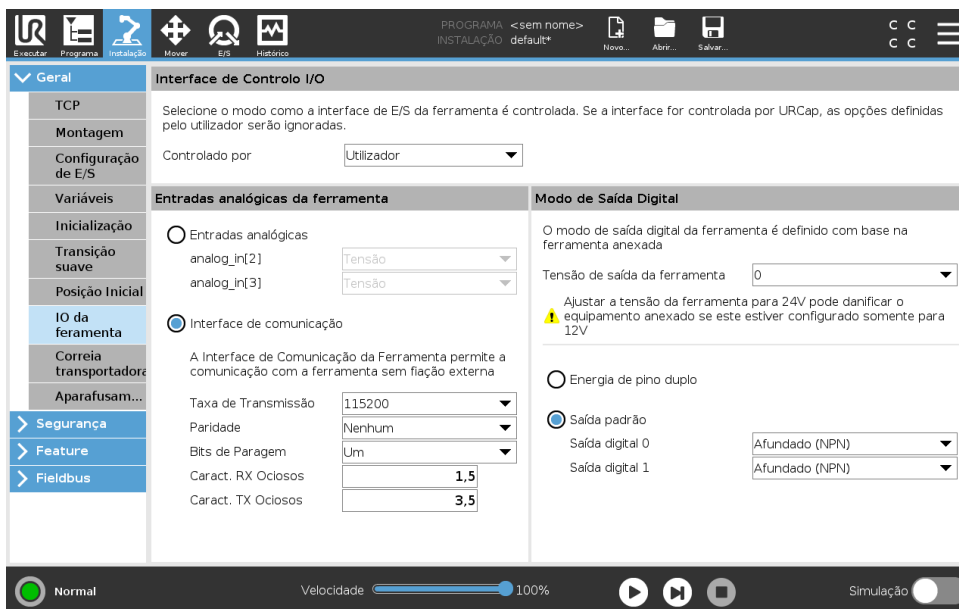 Executar
Programa
Instalação
Mover
E/S
Histórico
PROGRAMA <sem nome>
INSTALAÇÃO default*
Novo...
Abrir...
Salvar...
C C
C C
Geral
TCP
Montagem
Configuração
de E/S
Variáveis
Inicialização
Transição
suave
Posição Inicial
IO da
feramenta
Correia
transportadora
Aparafusam...
Segurança
Feature
Fieldbus
Interface de Controlo I/O
Selecione o modo como a interface de E/S da ferramenta é controlada. Se a interface for controlada por URCap, as opções definidas
pelo utilizador serão ignoradas.
Controlado por
Utilizador
Entradas analógicas da ferramenta
Entradas analógicas
analog_in[2] Tensão
analog_in[3] Tensão
Interface de comunicação
A Interface de Comunicação da Ferramenta permite a
comunicação com a ferramenta sem fiação externa
Taxa de Transmissão 115200
Paridade Nenhum
Bits de Paragem Um
Caract. RX Ociosos 1,5
Caract. TX Ociosos 3,5
Modo de Saída Digital
O modo de saída digital da ferramenta é definido com base na
ferramenta anexada
Tensão de saída da ferramenta 0
Ajustar a tensão da ferramenta para 24V pode danificar o
equipamento anexado se este estiver configurado somente para
12V
Energia de pino duplo
Saída padrão
Saída digital 0 Afundado (NPN)
Saída digital 1 Afundado (NPN)
Normal
Velocidade 100%
Simulação